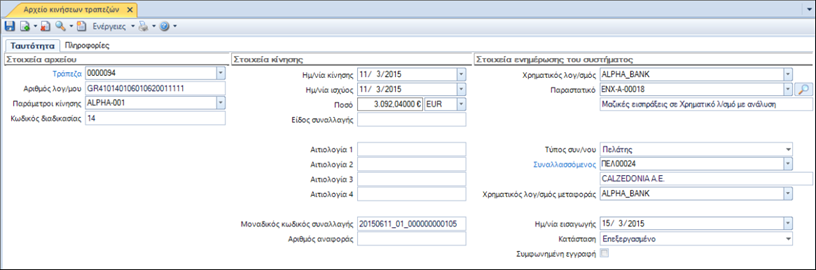 Αρχείο κινήσεων τραπεζών
Ενέργειες
Ταυτότητα Πληροφορίες
Στοιχεία αρχείου
Τράπεζα 0000094
Αριθμός λογ/μου GR4101401060106200111111
Παράμετροι κίνησης ALPHA-001
Κωδικός διαδικασίας 14
Στοιχεία κίνησης
Ημ/νία κίνησης 11/ 3/2015
Ημ/νία ισχύος 11/ 3/2015
Ποσό 3.092,04000 € EUR
Είδος συναλλαγής
Αιτιολογία 1
Αιτιολογία 2
Αιτιολογία 3
Αιτιολογία 4
Μοναδικός κωδικός συναλλαγής 20150611_01_000000000105
Αριθμός αναφοράς
Στοιχεία ενημέρωσης του συστήματος
Χρηματικός λογ/σμός ALPHA_BANK
Παραστατικό ΕΝΧ-Α-00018
Μαζικές εισπράξεις σε Χρηματικό λ/σμό με ανάλυση
Τύπος συν/νου Πελάτης
Συναλλασσόμενος ΠΕΛ00024
CALZEDONIA A.E.
Χρηματικός λογ/σμός μεταφοράς ALPHA_BANK
Ημ/νία εισαγωγής 15/ 3/2015
Κατάσταση Επεξεργασμένο
Συμφωνημένη εγγραφή